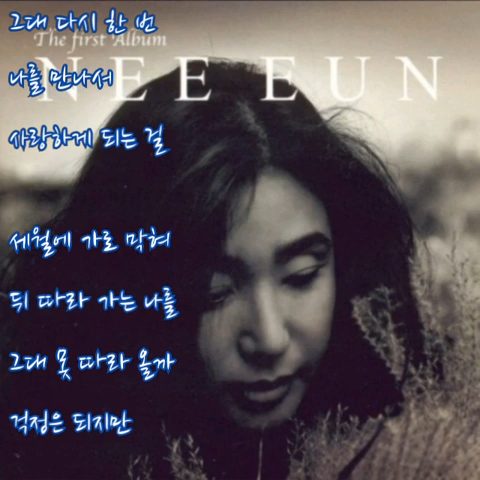 그대 다시 한 번
The first Album
나를 만나서
NEE EUN
사랑하게 되는 걸
세월에 가로 막혀
뒤 따라 가는 나를
그대 못 따라 올까
걱정은 되지만